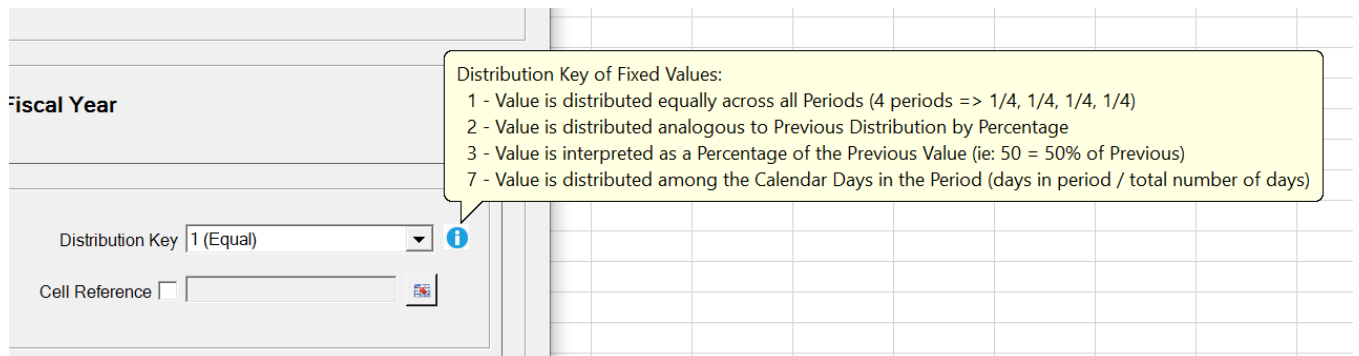 Fiscal Year
Distribution Key of Fixed Values:
1 - Value is distributed equally across all Periods (4 periods => 1/4, 1/4, 1/4, 1/4)
2 - Value is distributed analogous to Previous Distribution by Percentage
3 - Value is interpreted as a Percentage of the Previous Value (ie: 50 = 50% of Previous)
7 - Value is distributed among the Calendar Days in the Period (days in period / total number of days)
Distribution Key 1 (Equal)
Cell Reference